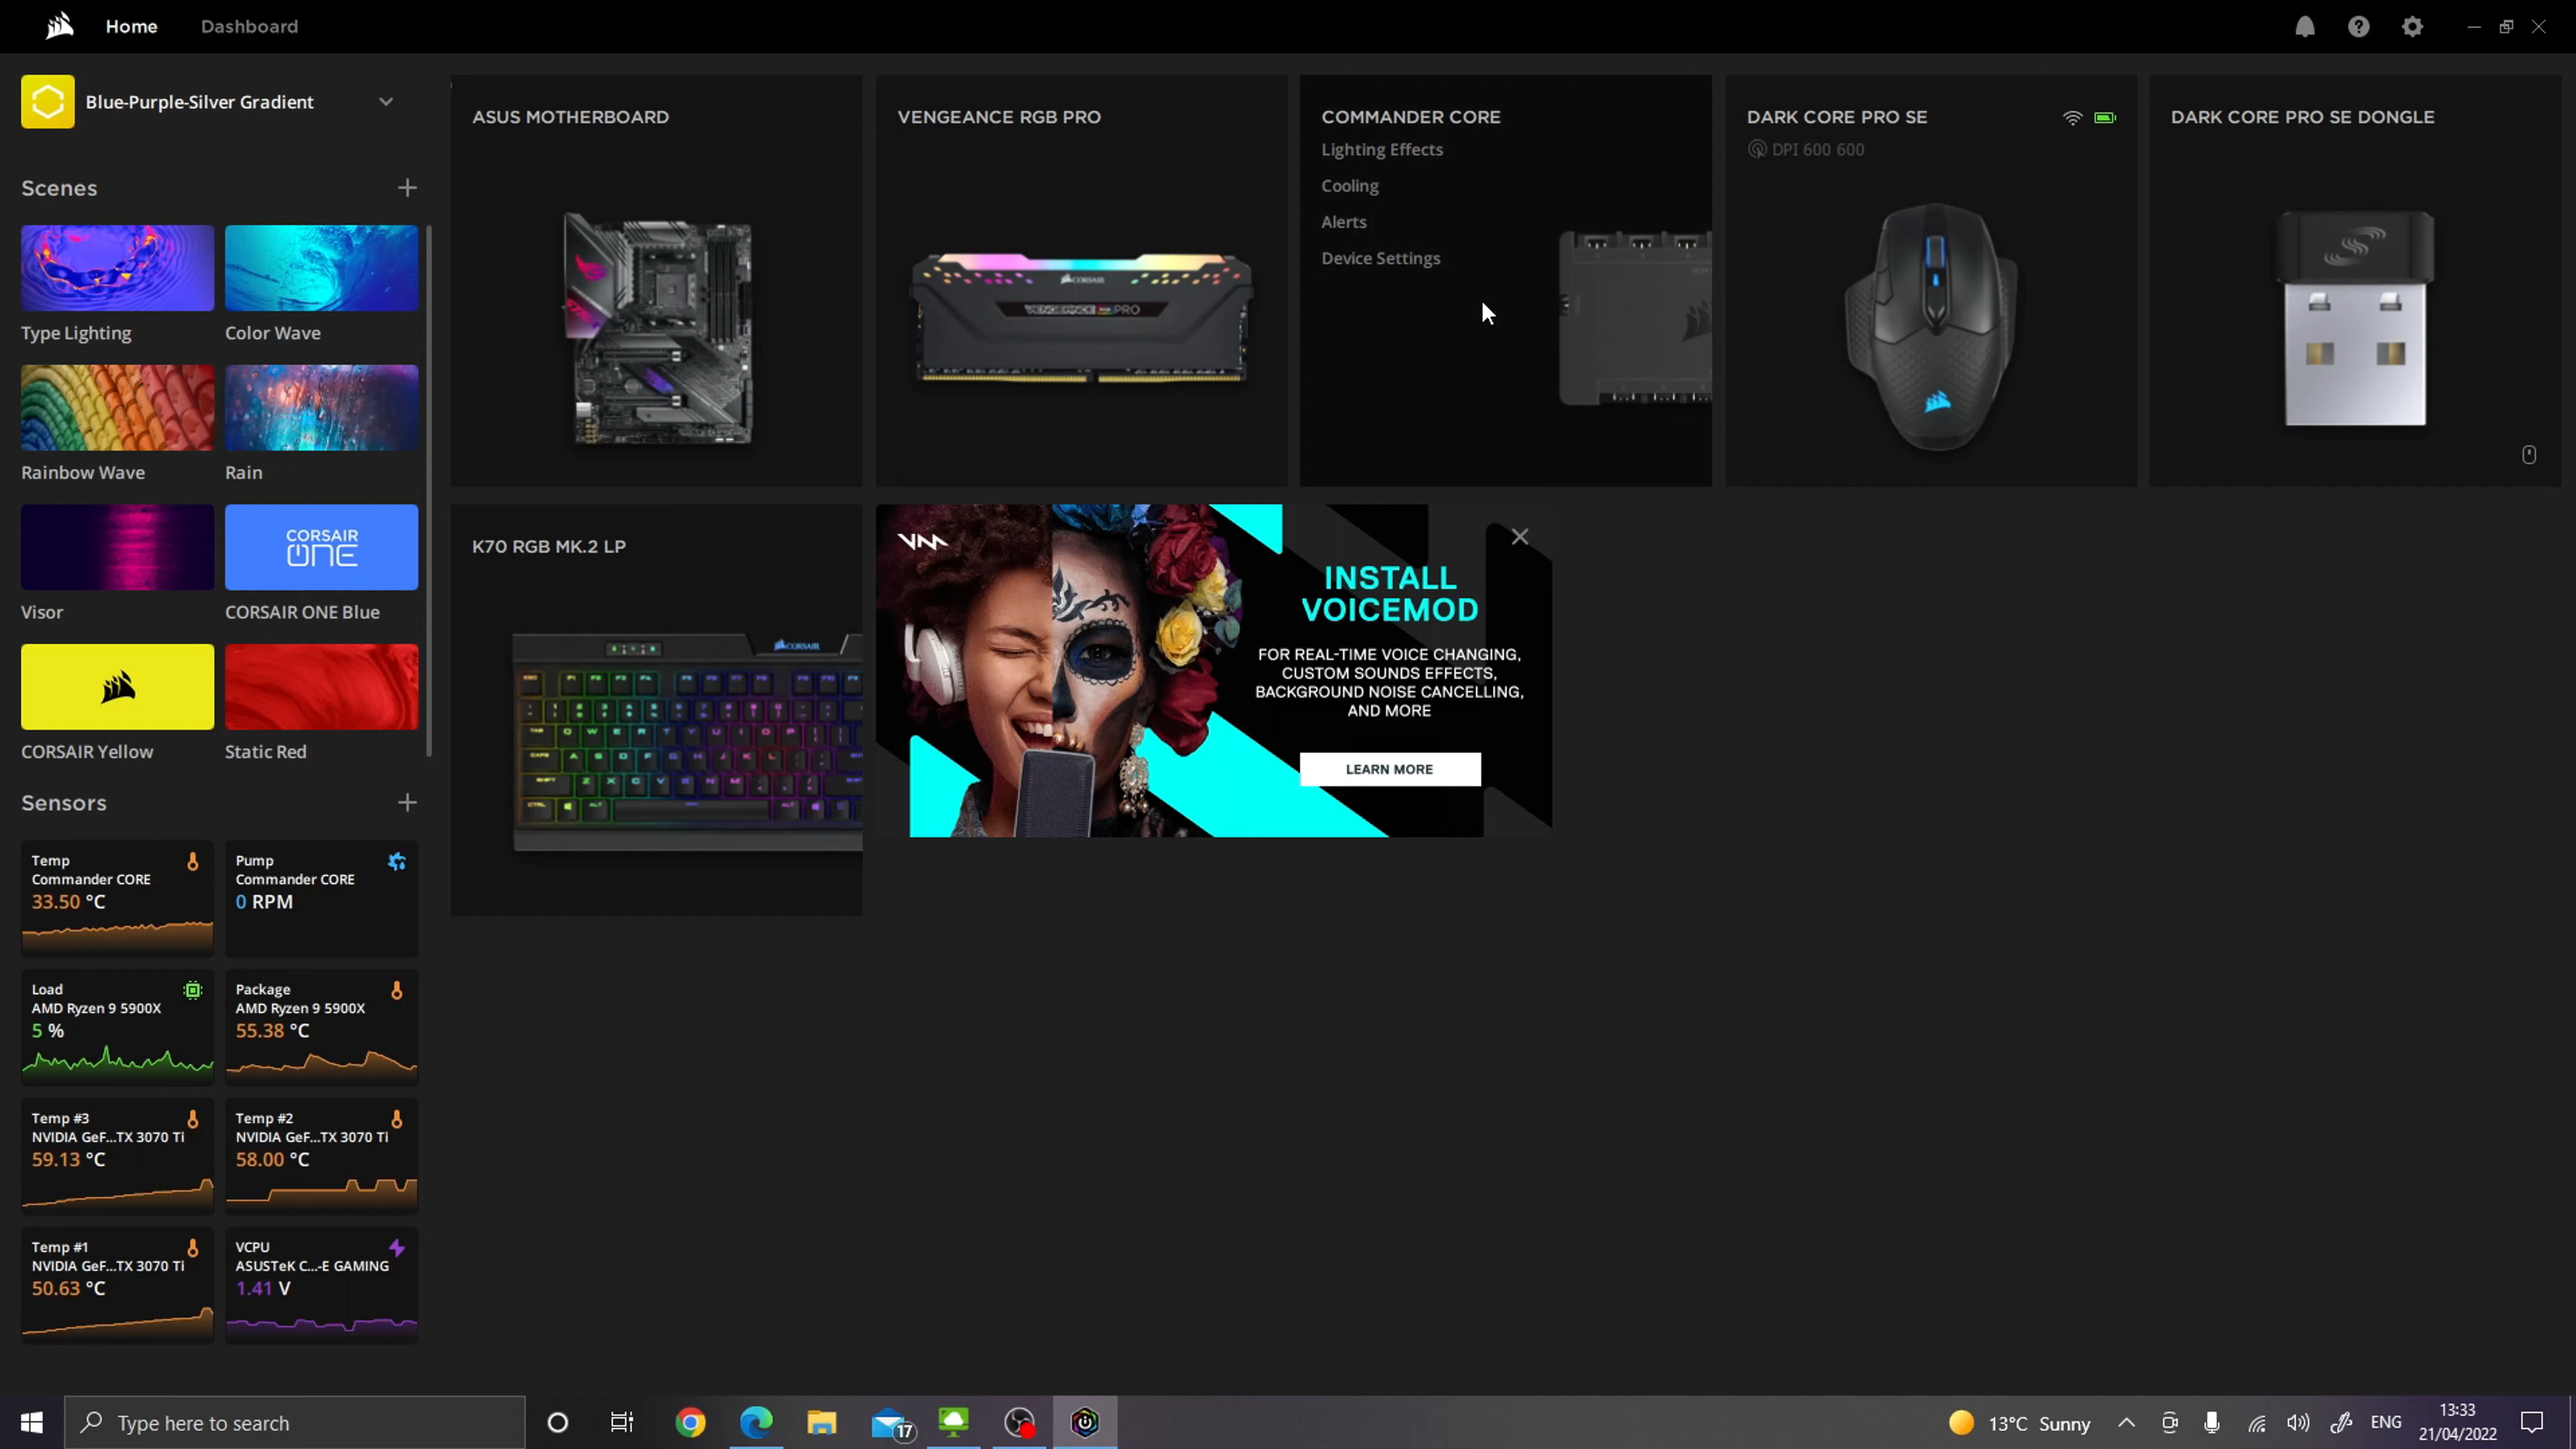 Home
Dashboard
Blue-Purple-Silver Gradient
Scenes
Type Lighting
Color Wave
Rainbow Wave
Rain
Visor
CORSAIR
ONE
CORSAIR ONE Blue
CORSAIR Yellow
Static Red
Sensors
Temp
Commander CORE
33.50 °C
Pump
Commander CORE
0 RPM
Load
AMD Ryzen 9 5900X
5 %
Package
AMD Ryzen 9 5900X
55.38 °C
Temp #3
NVIDIA GeF...TX 3070 Ti
59.13 °C
Temp #2
NVIDIA GeF...TX 3070 Ti
58.00 °C
Temp #1
NVIDIA GeF...TX 3070 Ti
50.63 °C
VCPU
ASUSTeK C...-E GAMING
1.41 V
ASUS MOTHERBOARD
VENGEANCE RGB PRO
CORSAIR
VENGEANCE PRO
COMMANDER CORE
Lighting Effects
Cooling
Alerts
Device Settings
DARK CORE PRO SE
DPI 600 600
DARK CORE PRO SE DONGLE
K70 RGB MK.2 LP
CORSAIR
INSTALL
VOICEMOD
FOR REAL-TIME VOICE CHANGING,
CUSTOM SOUNDS EFFECTS,
BACKGROUND NOISE CANCELLING,
AND MORE
LEARN MORE
Type here to search
17
13°C Sunny
ENG
13:33
21/04/2022